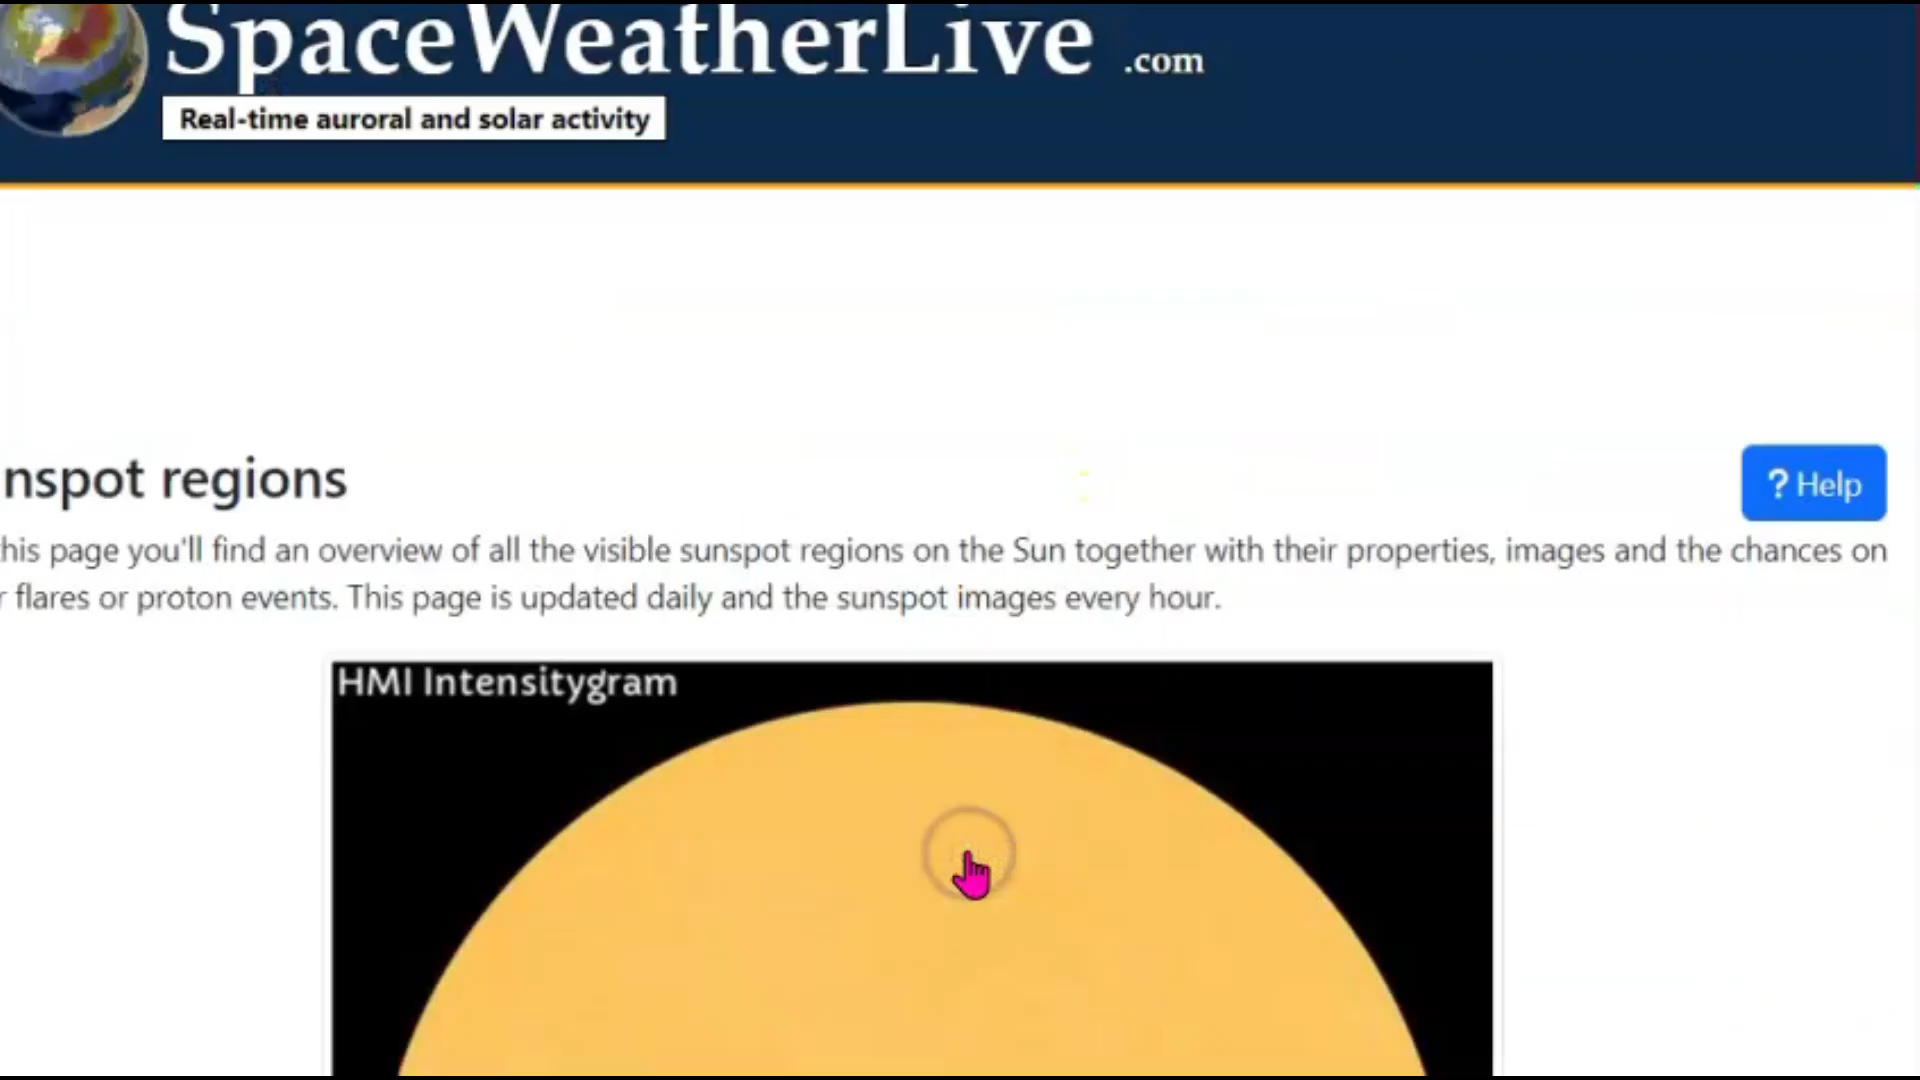 SpaceWeatherLive .com
Real-time auroral and solar activity
nspot regions
? Help
his page you'll find an overview of all the visible sunspot regions on the Sun together with their properties, images and the chances on
r flares or proton events. This page is updated daily and the sunspot images every hour.
HMI Intensitygram